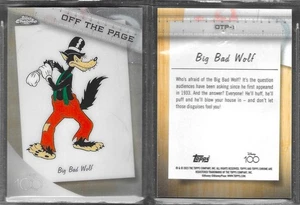 Topps Chrome
OFF THE PAGE
Big Bad Wolf
OTP-1
Big Bad Wolf
Who's afraid of the Big Bad Wolf? It's the question
audiences have been asking since he first appeared
in 1933. And the answer? Everyone! He'll huff, he'll
puff and he'll blow your house in – and don't let
those disguises fool you!
Topps
Disney
100